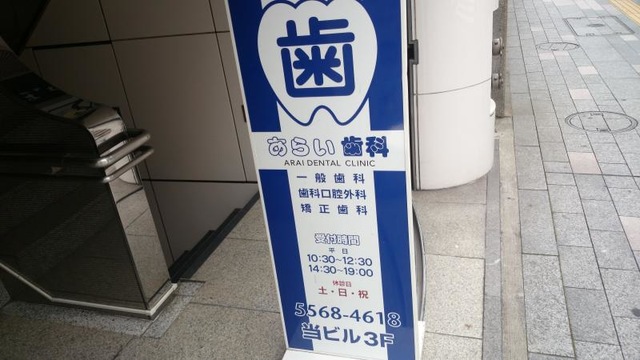 歯
あらい歯科
ARAI DENTAL CLINIC
一般歯科
歯科口腔外科
矯正歯科
受付時間
平日
10:30~12:30
14:30~19:00
休診日
土・日・祝
5568-4618
当ビル3F